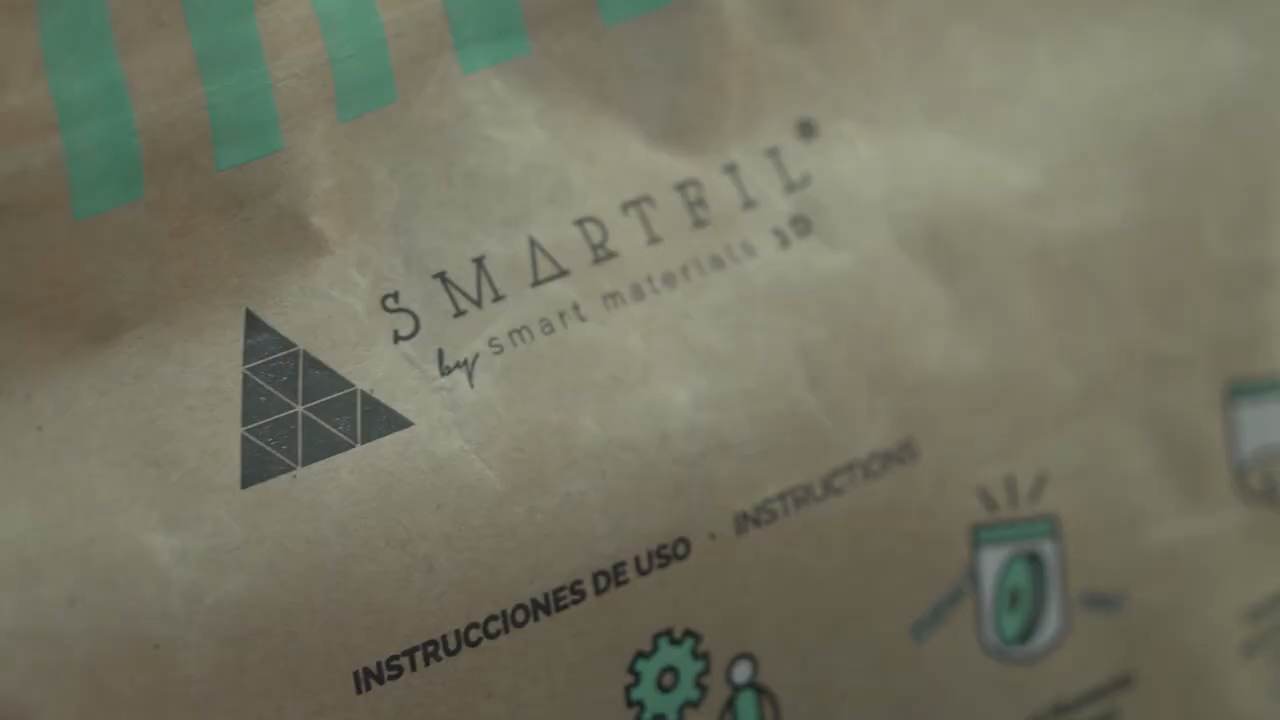 SMARTFIL®
by smart materials 3D
INSTRUCCIONES DE USO · INSTRUCTIONS